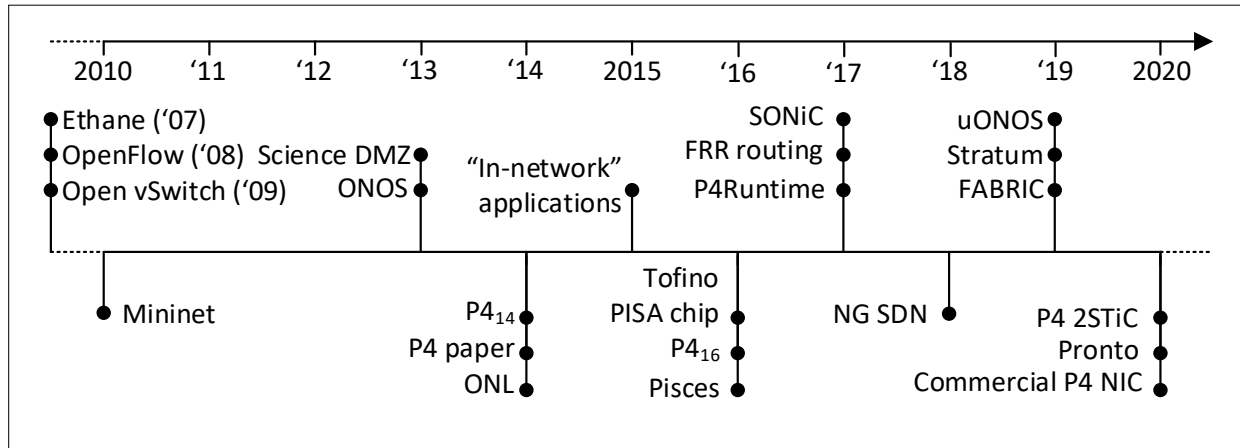 2010 ‘11 ‘12 ‘13 ‘14 2015 ‘16 ‘17 ‘18 ‘19 2020
Ethane (‘07)
OpenFlow (‘08)
Open vSwitch (‘09)
Science DMZ
ONOS
“In-network”
applications
SONiC
FRR routing
P4Runtime
uONOS
Stratum
FABRIC
Mininet
P4₁₄
P4 paper
ONL
Tofino
PISA chip
P4₁₆
Pisces
NG SDN
P4 2STiC
Pronto
Commercial P4 NIC